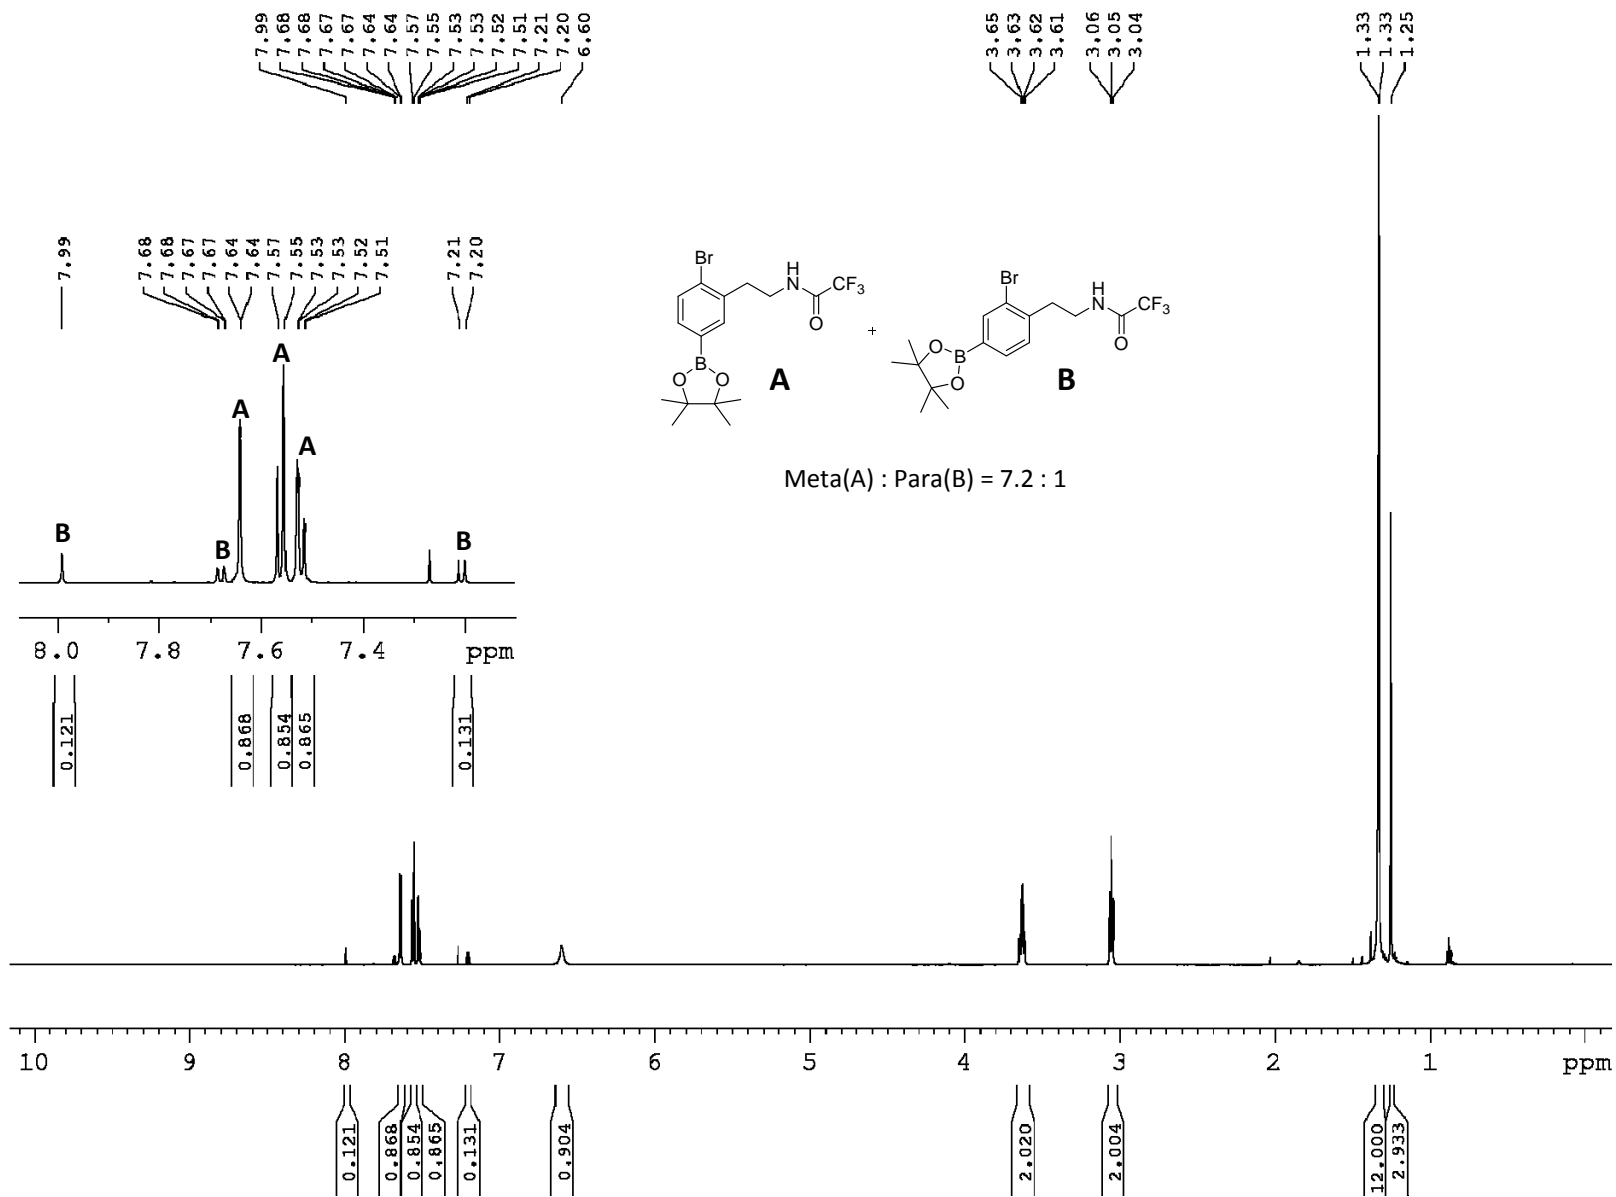 7.99 7.68 7.68 7.67 7.67 7.64 7.64 7.57 7.55 7.53 7.53 7.52 7.51 7.21 7.20 6.60
3.65 3.63 3.62 3.61
3.06 3.05 3.04
1.33 1.33 1.25
7.99
7.68 7.68 7.67 7.67 7.64 7.64 7.57 7.55 7.53 7.53 7.52 7.51
7.21 7.20
Br
H
N
CF3
O
B
O
O
A
+
Br
H
N
CF3
O
O
B
O
B
Meta(A) : Para(B) = 7.2 : 1
A
A
A
B
B
B
8.0 7.8 7.6 7.4 ppm
0.121 0.868 0.854 0.865 0.131
10 9 8 7 6 5 4 3 2 1 ppm
0.121 0.868 0.854 0.865 0.131 0.904 2.020 2.004 12.000 2.933